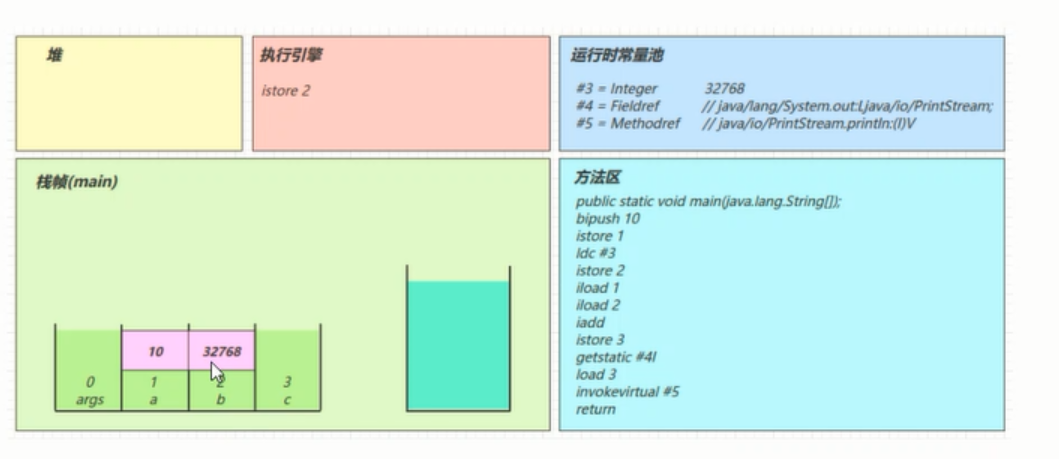 堆
执行引擎
istore 2
运行时常量池
#3 = Integer 32768
#4 = Fieldref // java/lang/System.out:Ljava/io/PrintStream;
#5 = Methodref // java/io/PrintStream.println:(I)V
栈帧(main)
10 32768
0 1 2 3
args a b c
方法区
public static void main(java.lang.String[]);
bipush 10
istore 1
ldc #3
istore 2
iload 1
iload 2
iadd
istore 3
getstatic #4l
load 3
invokevirtual #5
return